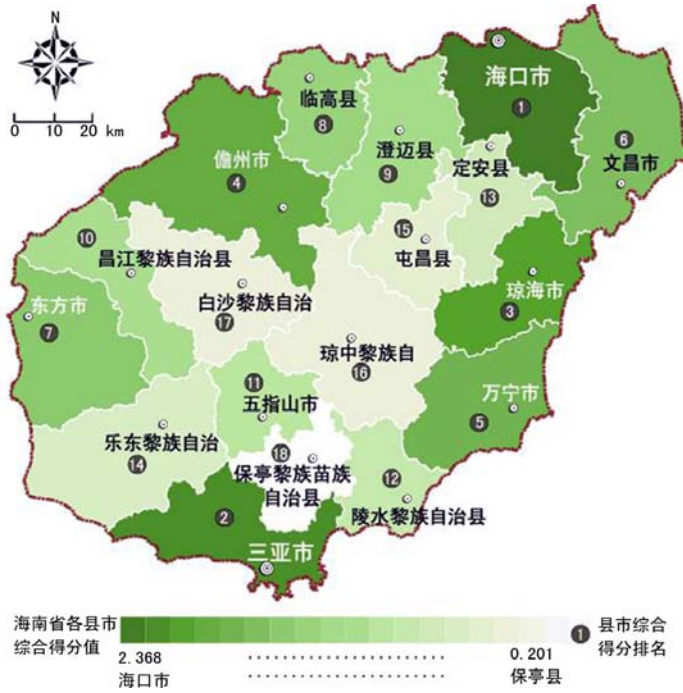 N
0 10 20 km
海口市
1
临高县
8
澄迈县
9
定安县
13
6
文昌市
儋州市
4
10
昌江黎族自治县
15
屯昌县
琼海市
3
东方市
7
白沙黎族自治
17
琼中黎族自
16
万宁市
5
11
五指山市
乐东黎族自治
14
18
保亭黎族苗族
自治县
12
陵水黎族自治县
2
三亚市
海南省各县市
综合得分值
2.368
海口市
0.201
保亭县
1
县市综合
得分排名